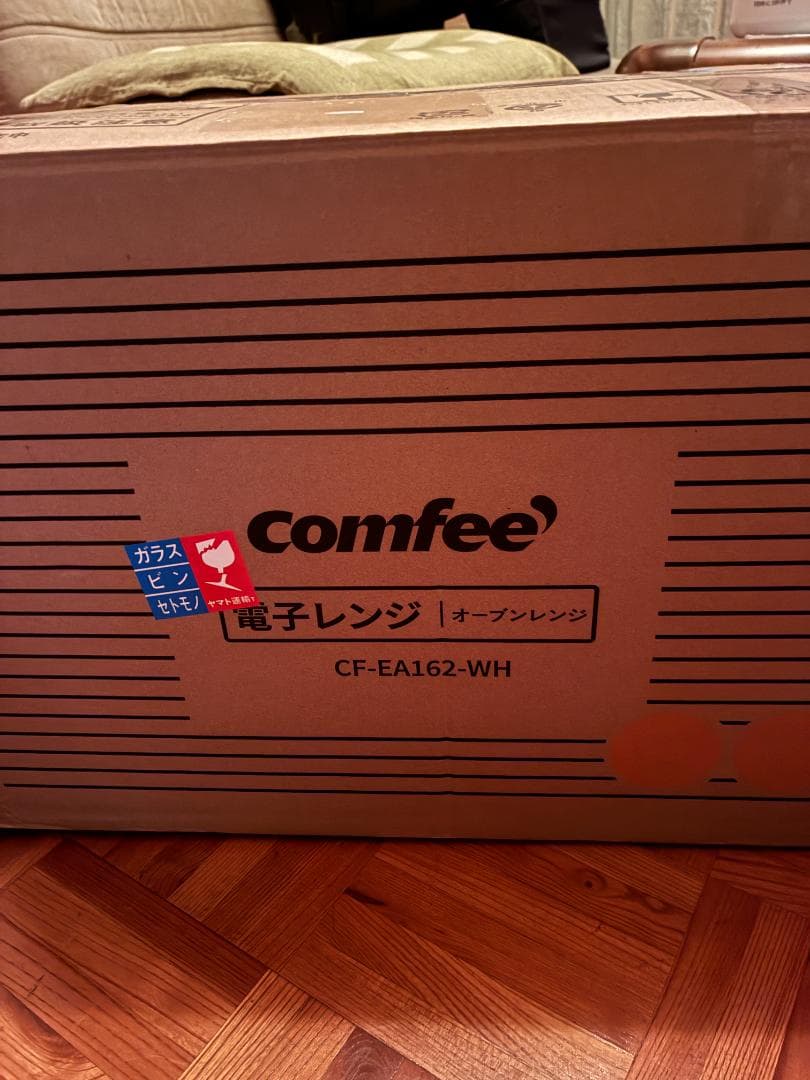 comfee'
ガラス
ビン
セトモノ
ヤマト運輸
電子レンジ | オーブンレンジ
CF-EA162-WH